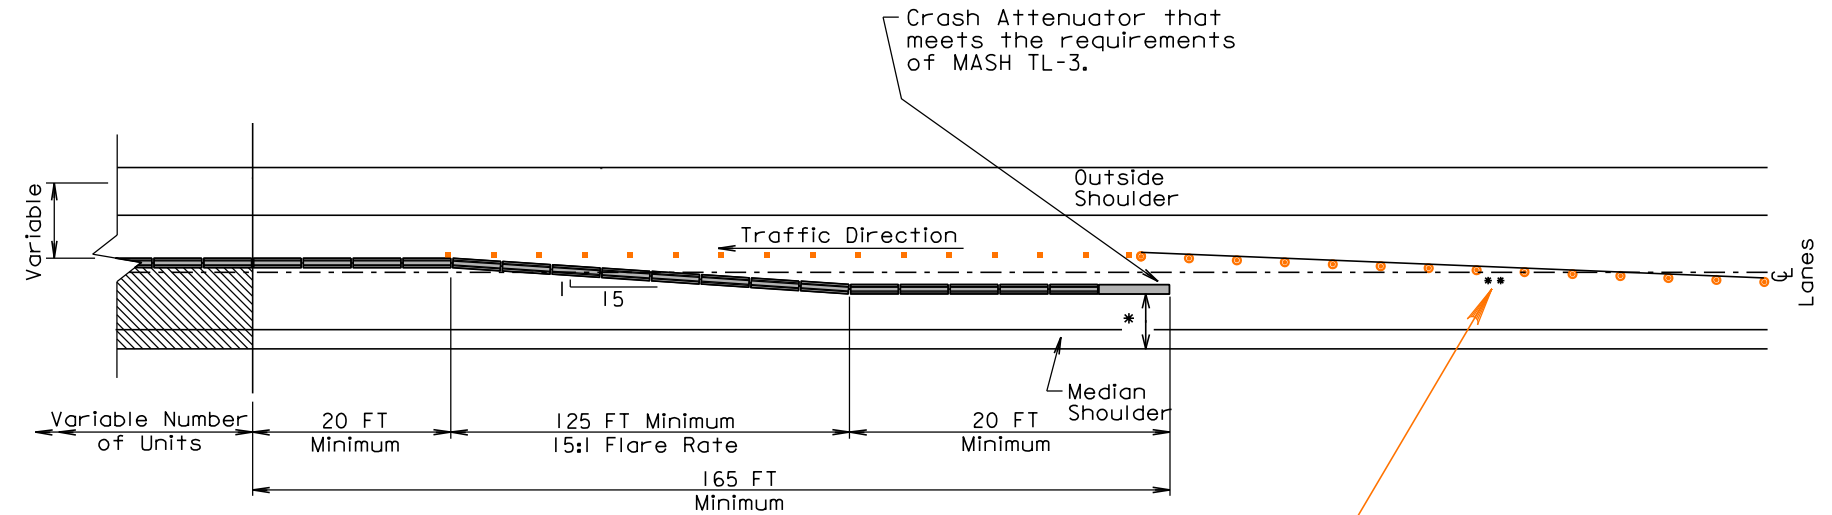 Crash Attenuator that
meets the requirements
of MASH TL-3.
Outside
Shoulder
Traffic Direction
Variable
℄
Lanes
**
1
15
*
Median
Shoulder
Variable Number
of Units
20 FT
Minimum
125 FT Minimum
15:1 Flare Rate
20 FT
Minimum
165 FT
Minimum